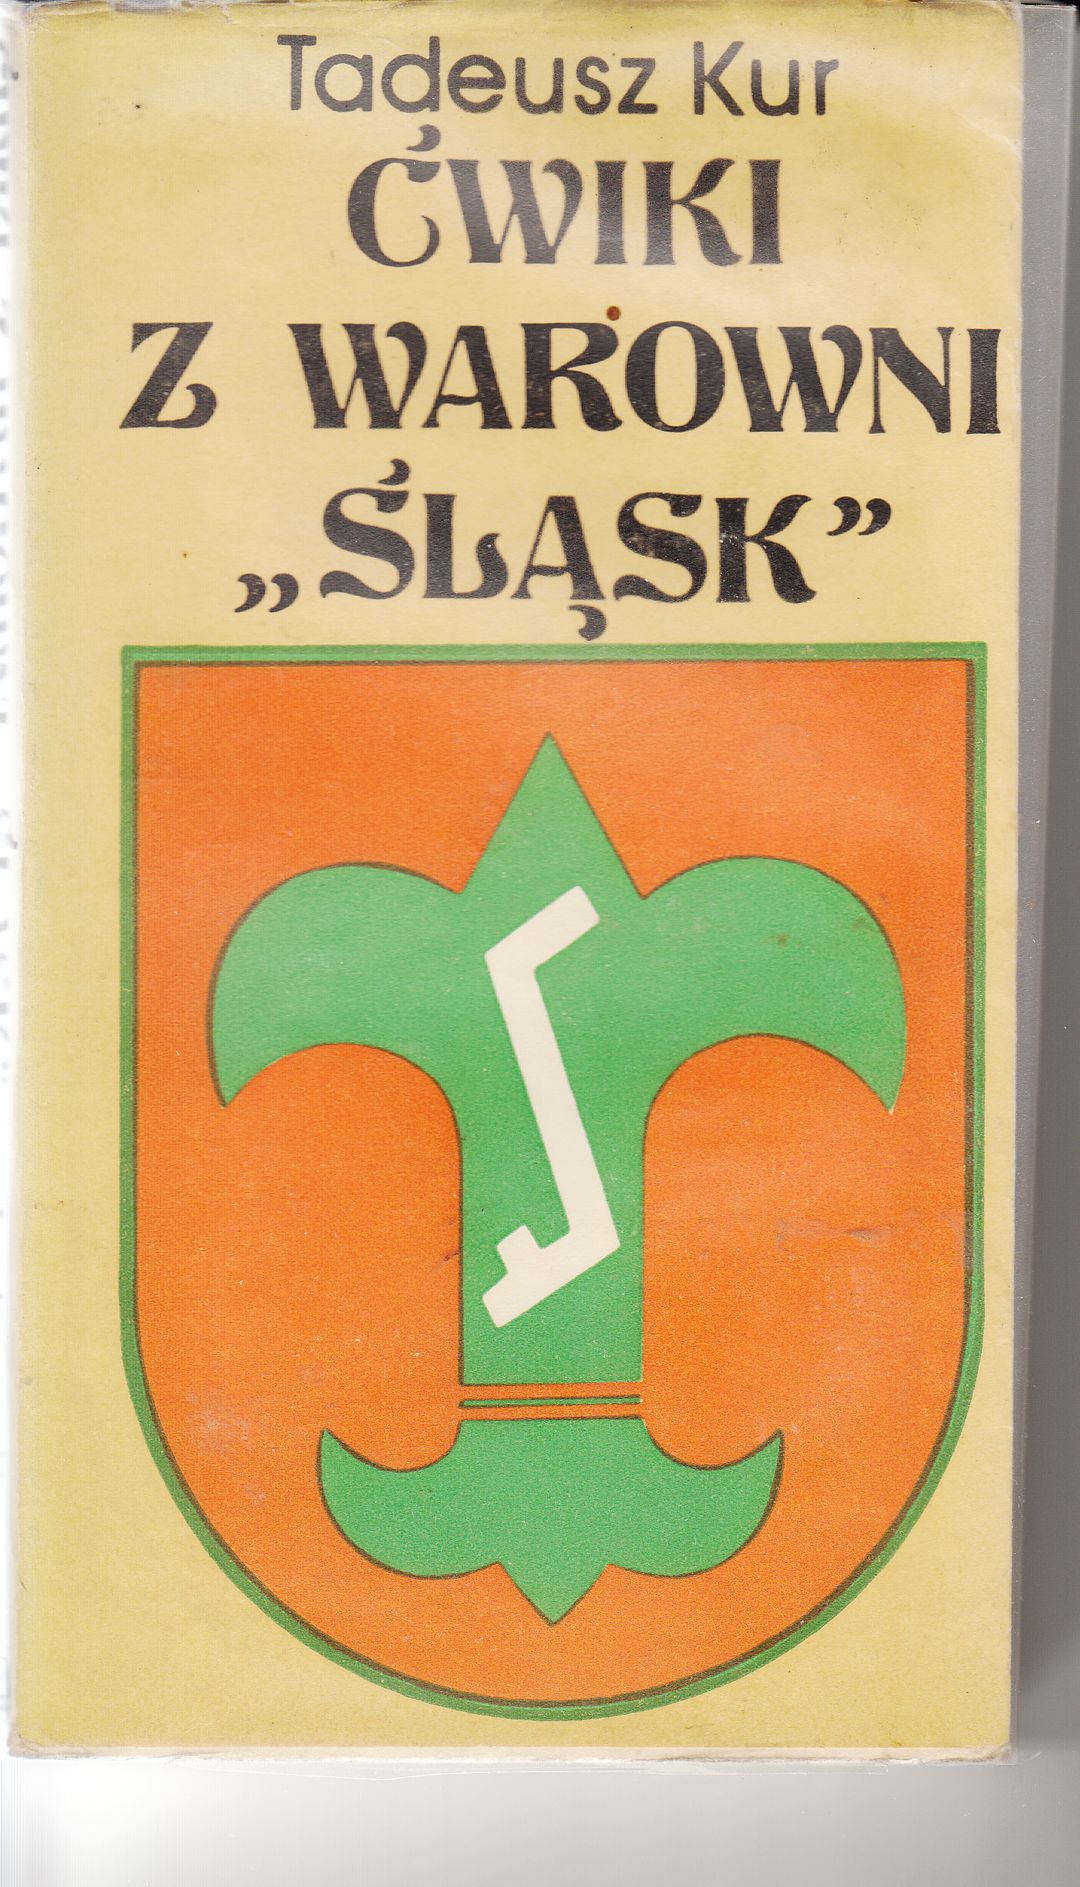 Tadeusz Kur
ĆWIKI
Z WAROWNI
„ŚLĄSK”